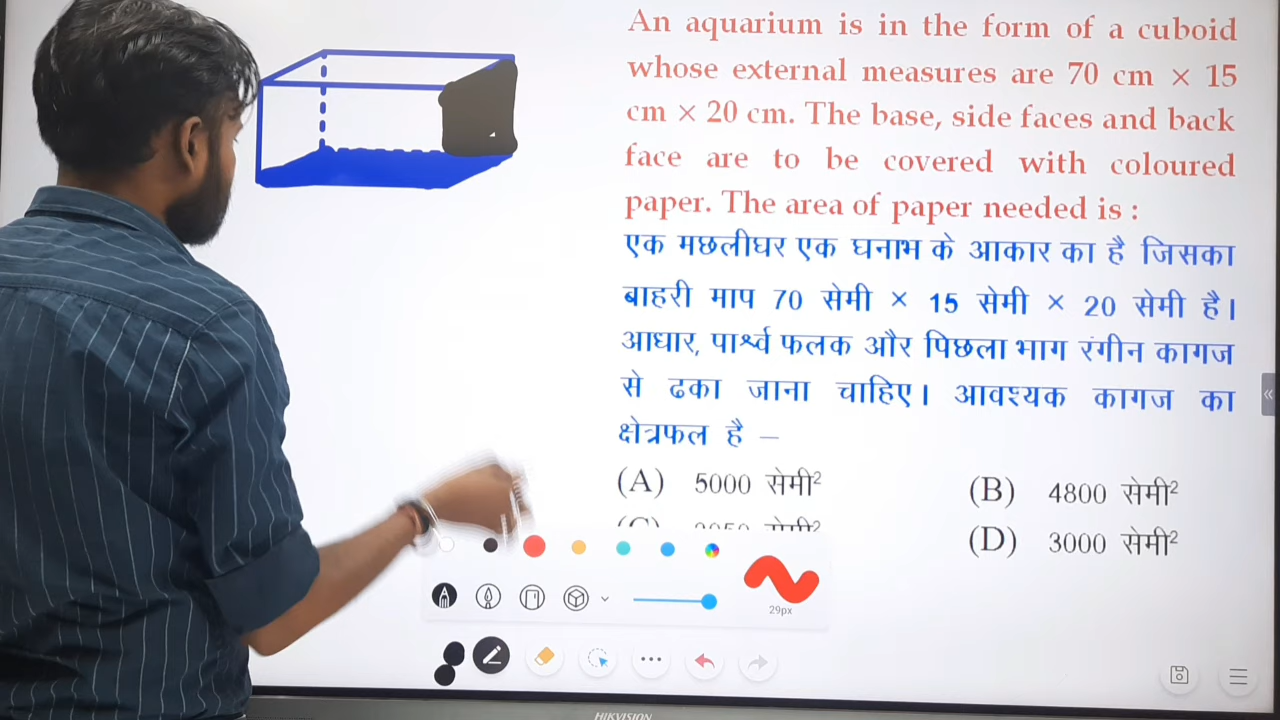 An aquarium is in the form of a cuboid
whose external measures are 70 cm × 15
cm × 20 cm. The base, side faces and back
face are to be covered with coloured
paper. The area of paper needed is :
एक मछलीघर एक घनाभ के आकार का है जिसका
बाहरी माप 70 सेमी × 15 सेमी × 20 सेमी है।
आधार, पार्श्व फलक और पिछला भाग रंगीन कागज
से ढका जाना चाहिए। आवश्यक कागज का
क्षेत्रफल है –
(A) 5000 सेमी² (B) 4800 सेमी²
(D) 3000 सेमी²
29px
HIKVISION